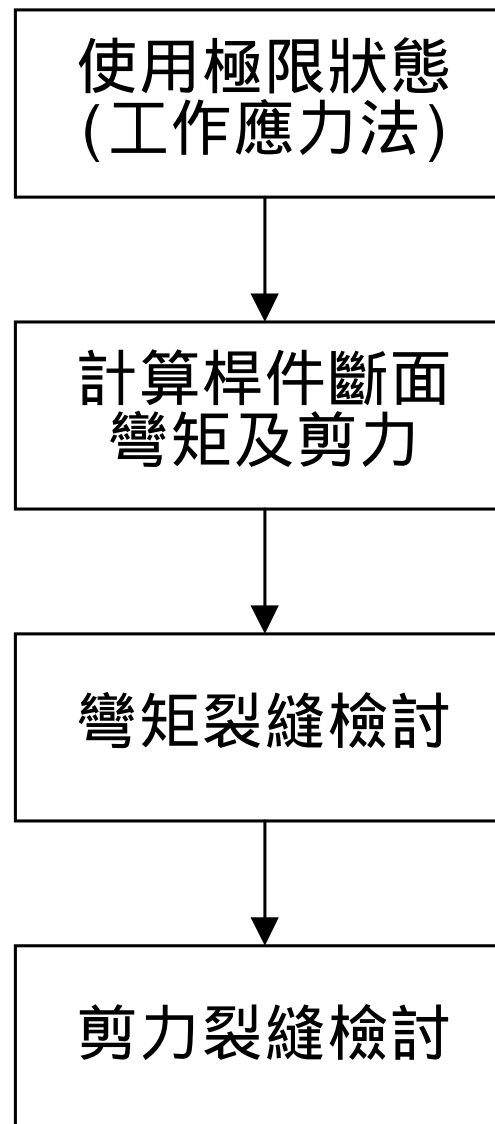 使用極限狀態
(工作應力法)
計算桿件斷面
彎矩及剪力
彎矩裂縫檢討
剪力裂縫檢討